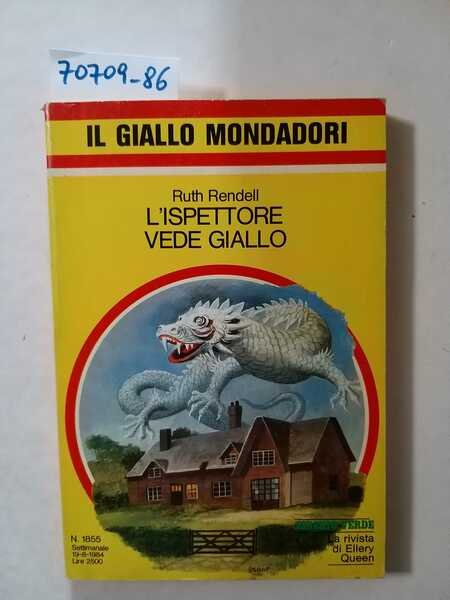 70709-86
IL GIALLO MONDADORI
Ruth Rendell
L'ISPETTORE
VEDE GIALLO
N. 1855
Settimanale
19-8-1984
Lire 2500
VERDE
La rivista
di Ellery
Queen